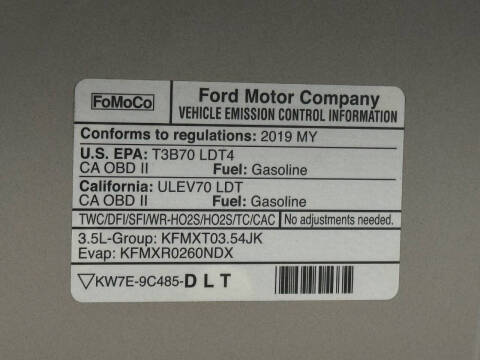 FoMoCo
Ford Motor Company
VEHICLE EMISSION CONTROL INFORMATION
Conforms to regulations: 2019 MY
U.S. EPA: T3B70 LDT4
CA OBD II Fuel: Gasoline
California: ULEV70 LDT
CA OBD II Fuel: Gasoline
TWC/DFI/SFI/WR-HO2S/HO2S/TC/CAC No adjustments needed.
3.5L-Group: KFMXT03.54JK
Evap: KFMXR0260NDX
KW7E-9C485-DLT